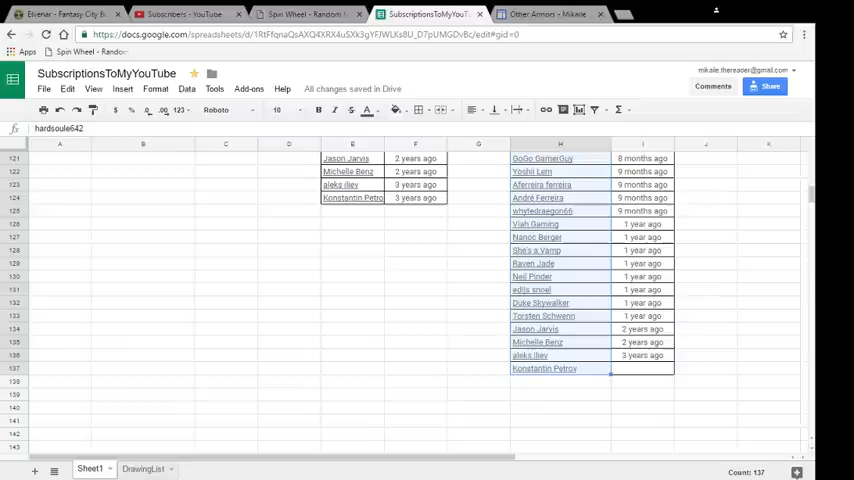 Elvenar - Fantasy City Bu
Subscribers - YouTube
Spin Wheel - Random N
SubscriptionsToMyYouT
Other Armors - Mikaile
https://docs.google.com/spreadsheets/d/1RtFfqnaQsAXQ4XRX4uSXk3gYFJWLKs8U_D7pUMGDvBc/edit#gid=0
Apps
Spin Wheel - Random
SubscriptionsToMyYouTube
mikaile.thereader@gmail.com
File Edit View Insert Format Data Tools Add-ons Help All changes saved in Drive
Comments Share
$ % .0 .00 123 Roboto 10 B I S A
fx hardsoule642
A B C D E F G H I J K
121 Jason Jarvis 2 years ago GoGo GamerGuy 8 months ago
122 Michelle Benz 2 years ago Yoshii Lem 9 months ago
123 aleks iliev 3 years ago Aferreira ferreira 9 months ago
124 Konstantin Petro 3 years ago André Ferreira 9 months ago
125 whytedraegon66 9 months ago
126 Viah Gaming 1 year ago
127 Nanoc Berger 1 year ago
128 She's a Vamp 1 year ago
129 Raven Jade 1 year ago
130 Neil Pinder 1 year ago
131 edijs snoel 1 year ago
132 Duke Skywalker 1 year ago
133 Torsten Schwenn 1 year ago
134 Jason Jarvis 2 years ago
135 Michelle Benz 2 years ago
136 aleks iliev 3 years ago
137 Konstantin Petrov
138
139
140
141
142
143
Sheet1 DrawingList
Count: 137